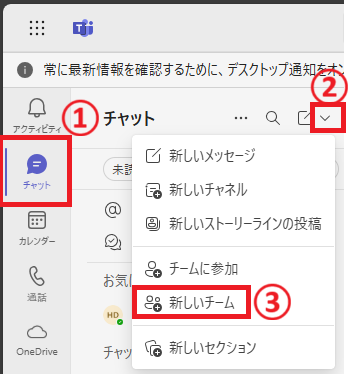 常に最新情報を確認するために、デスクトップ通知をオン
アクティビティ
① チャット ... ②
チャット
未読
新しいメッセージ
新しいチャネル
新しいストーリーラインの投稿
カレンダー
チームに参加
お気に
新しいチーム ③
通話
HD
新しいセクション
OneDrive
チャッ